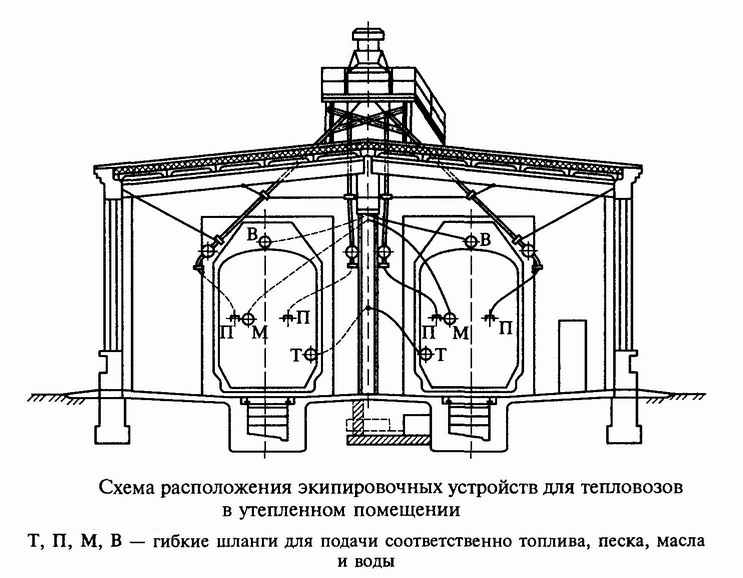 В
В
П
М
П
П
М
П
Т
Т
Схема расположения экипировочных устройств для тепловозов
в утепленном помещении
Т, П, М, В — гибкие шланги для подачи соответственно топлива, песка, масла
и воды